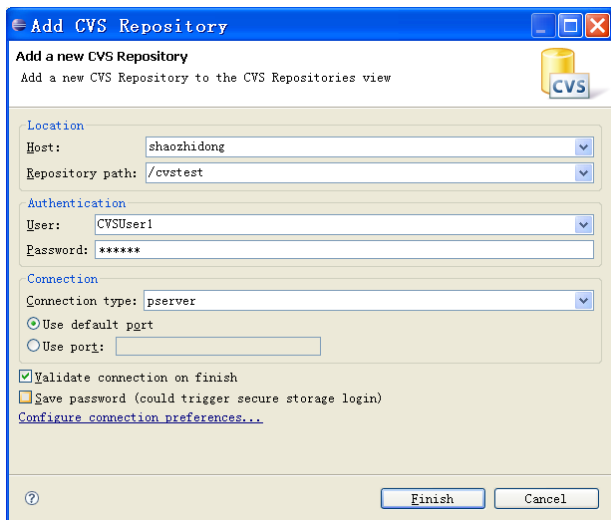 Add CVS Repository
Add a new CVS Repository
Add a new CVS Repository to the CVS Repositories view
CVS
Location
Host: shaozhidong
Repository path: /cvstest
Authentication
User: CVSUser1
Password: ******
Connection
Connection type: pserver
Use default port
Use port:
Validate connection on finish
Save password (could trigger secure storage login)
Configure connection preferences...
? Finish Cancel